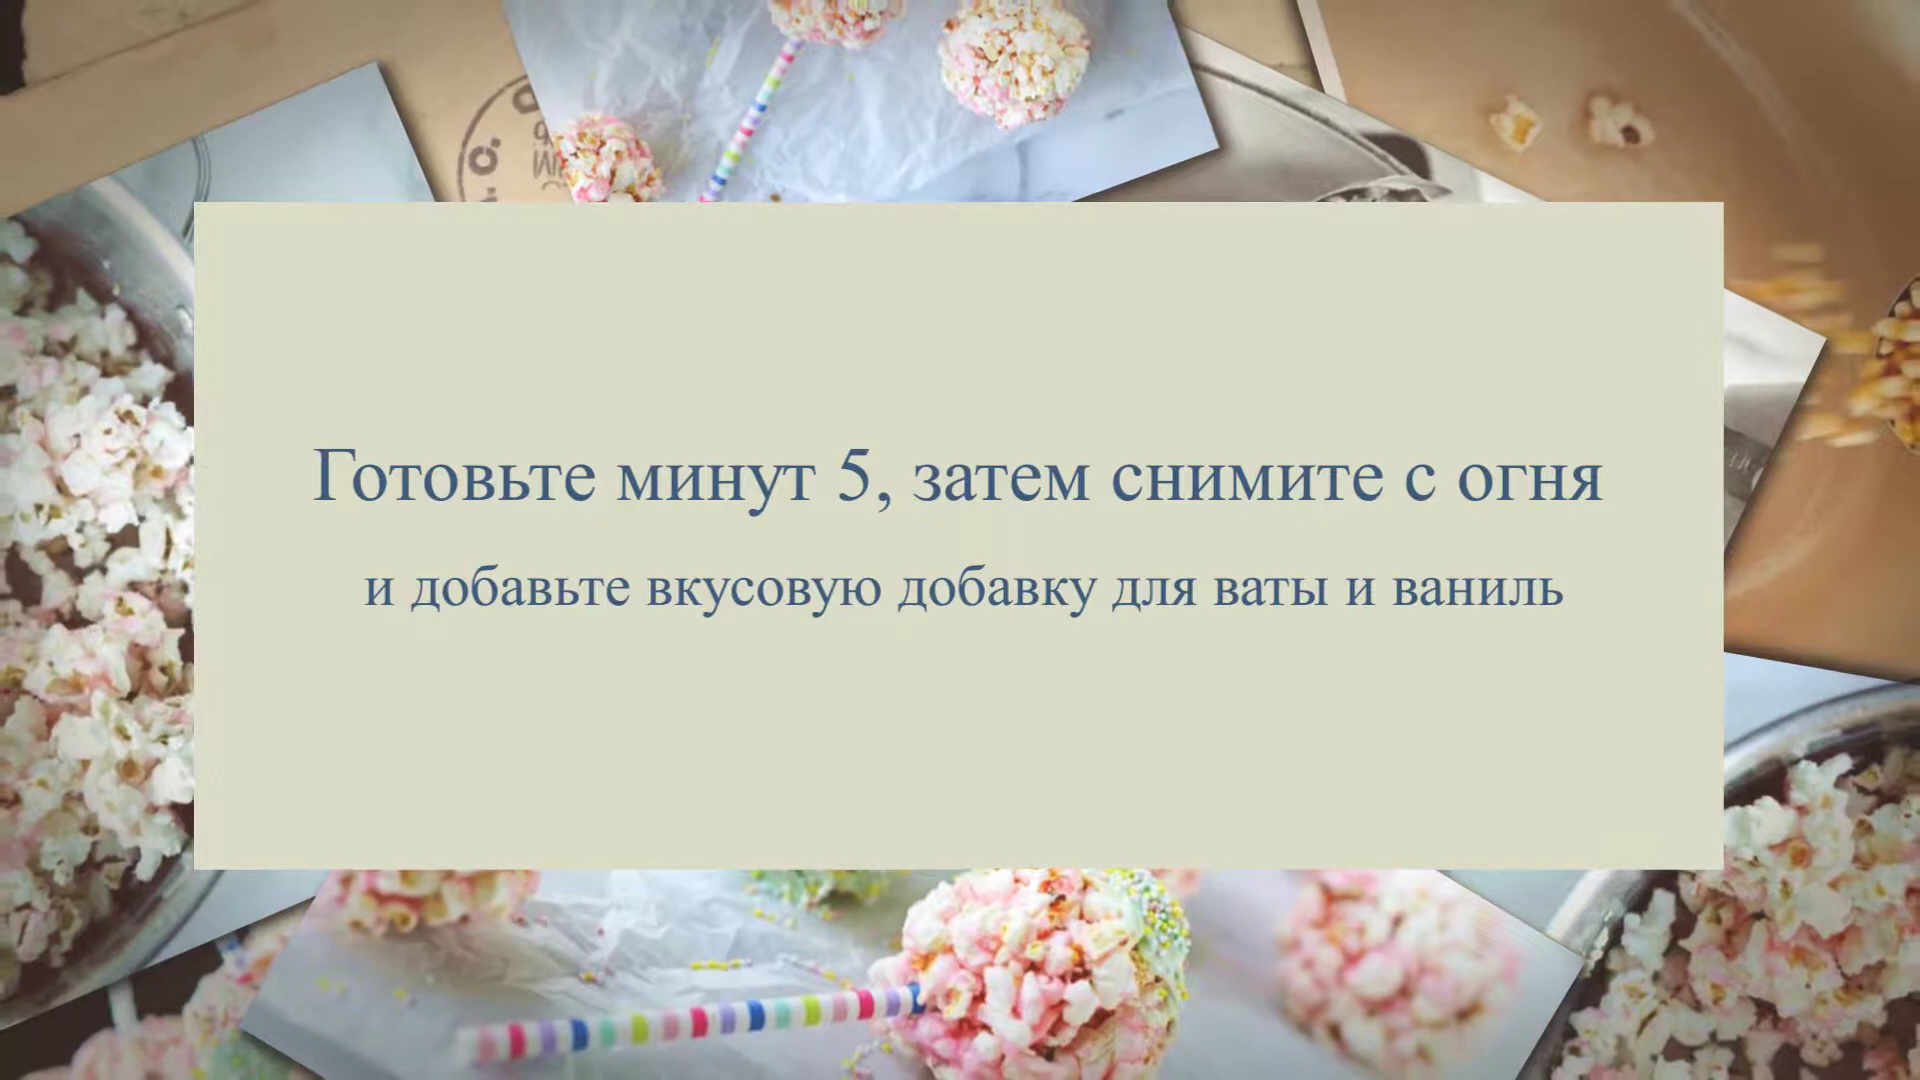 Готовьте минут 5, затем снимите с огня
и добавьте вкусовую добавку для ваты и ваниль